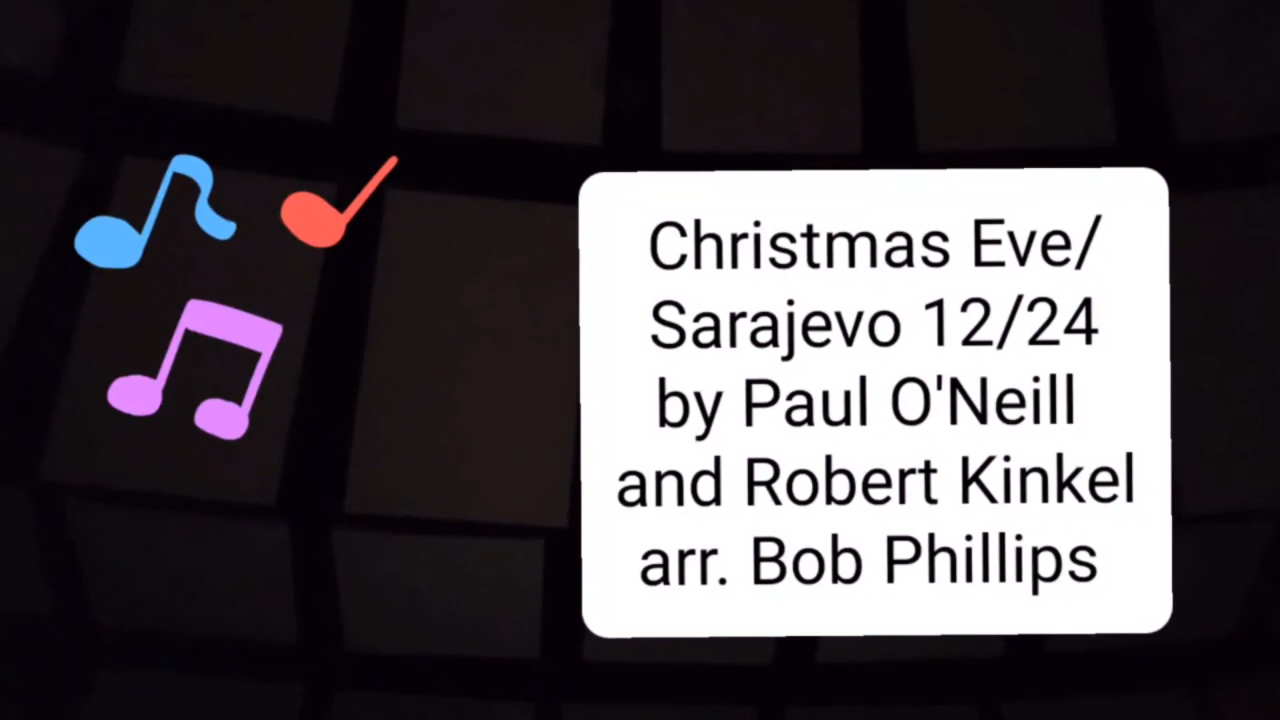 Christmas Eve/
Sarajevo 12/24
by Paul O'Neill
and Robert Kinkel
arr. Bob Phillips